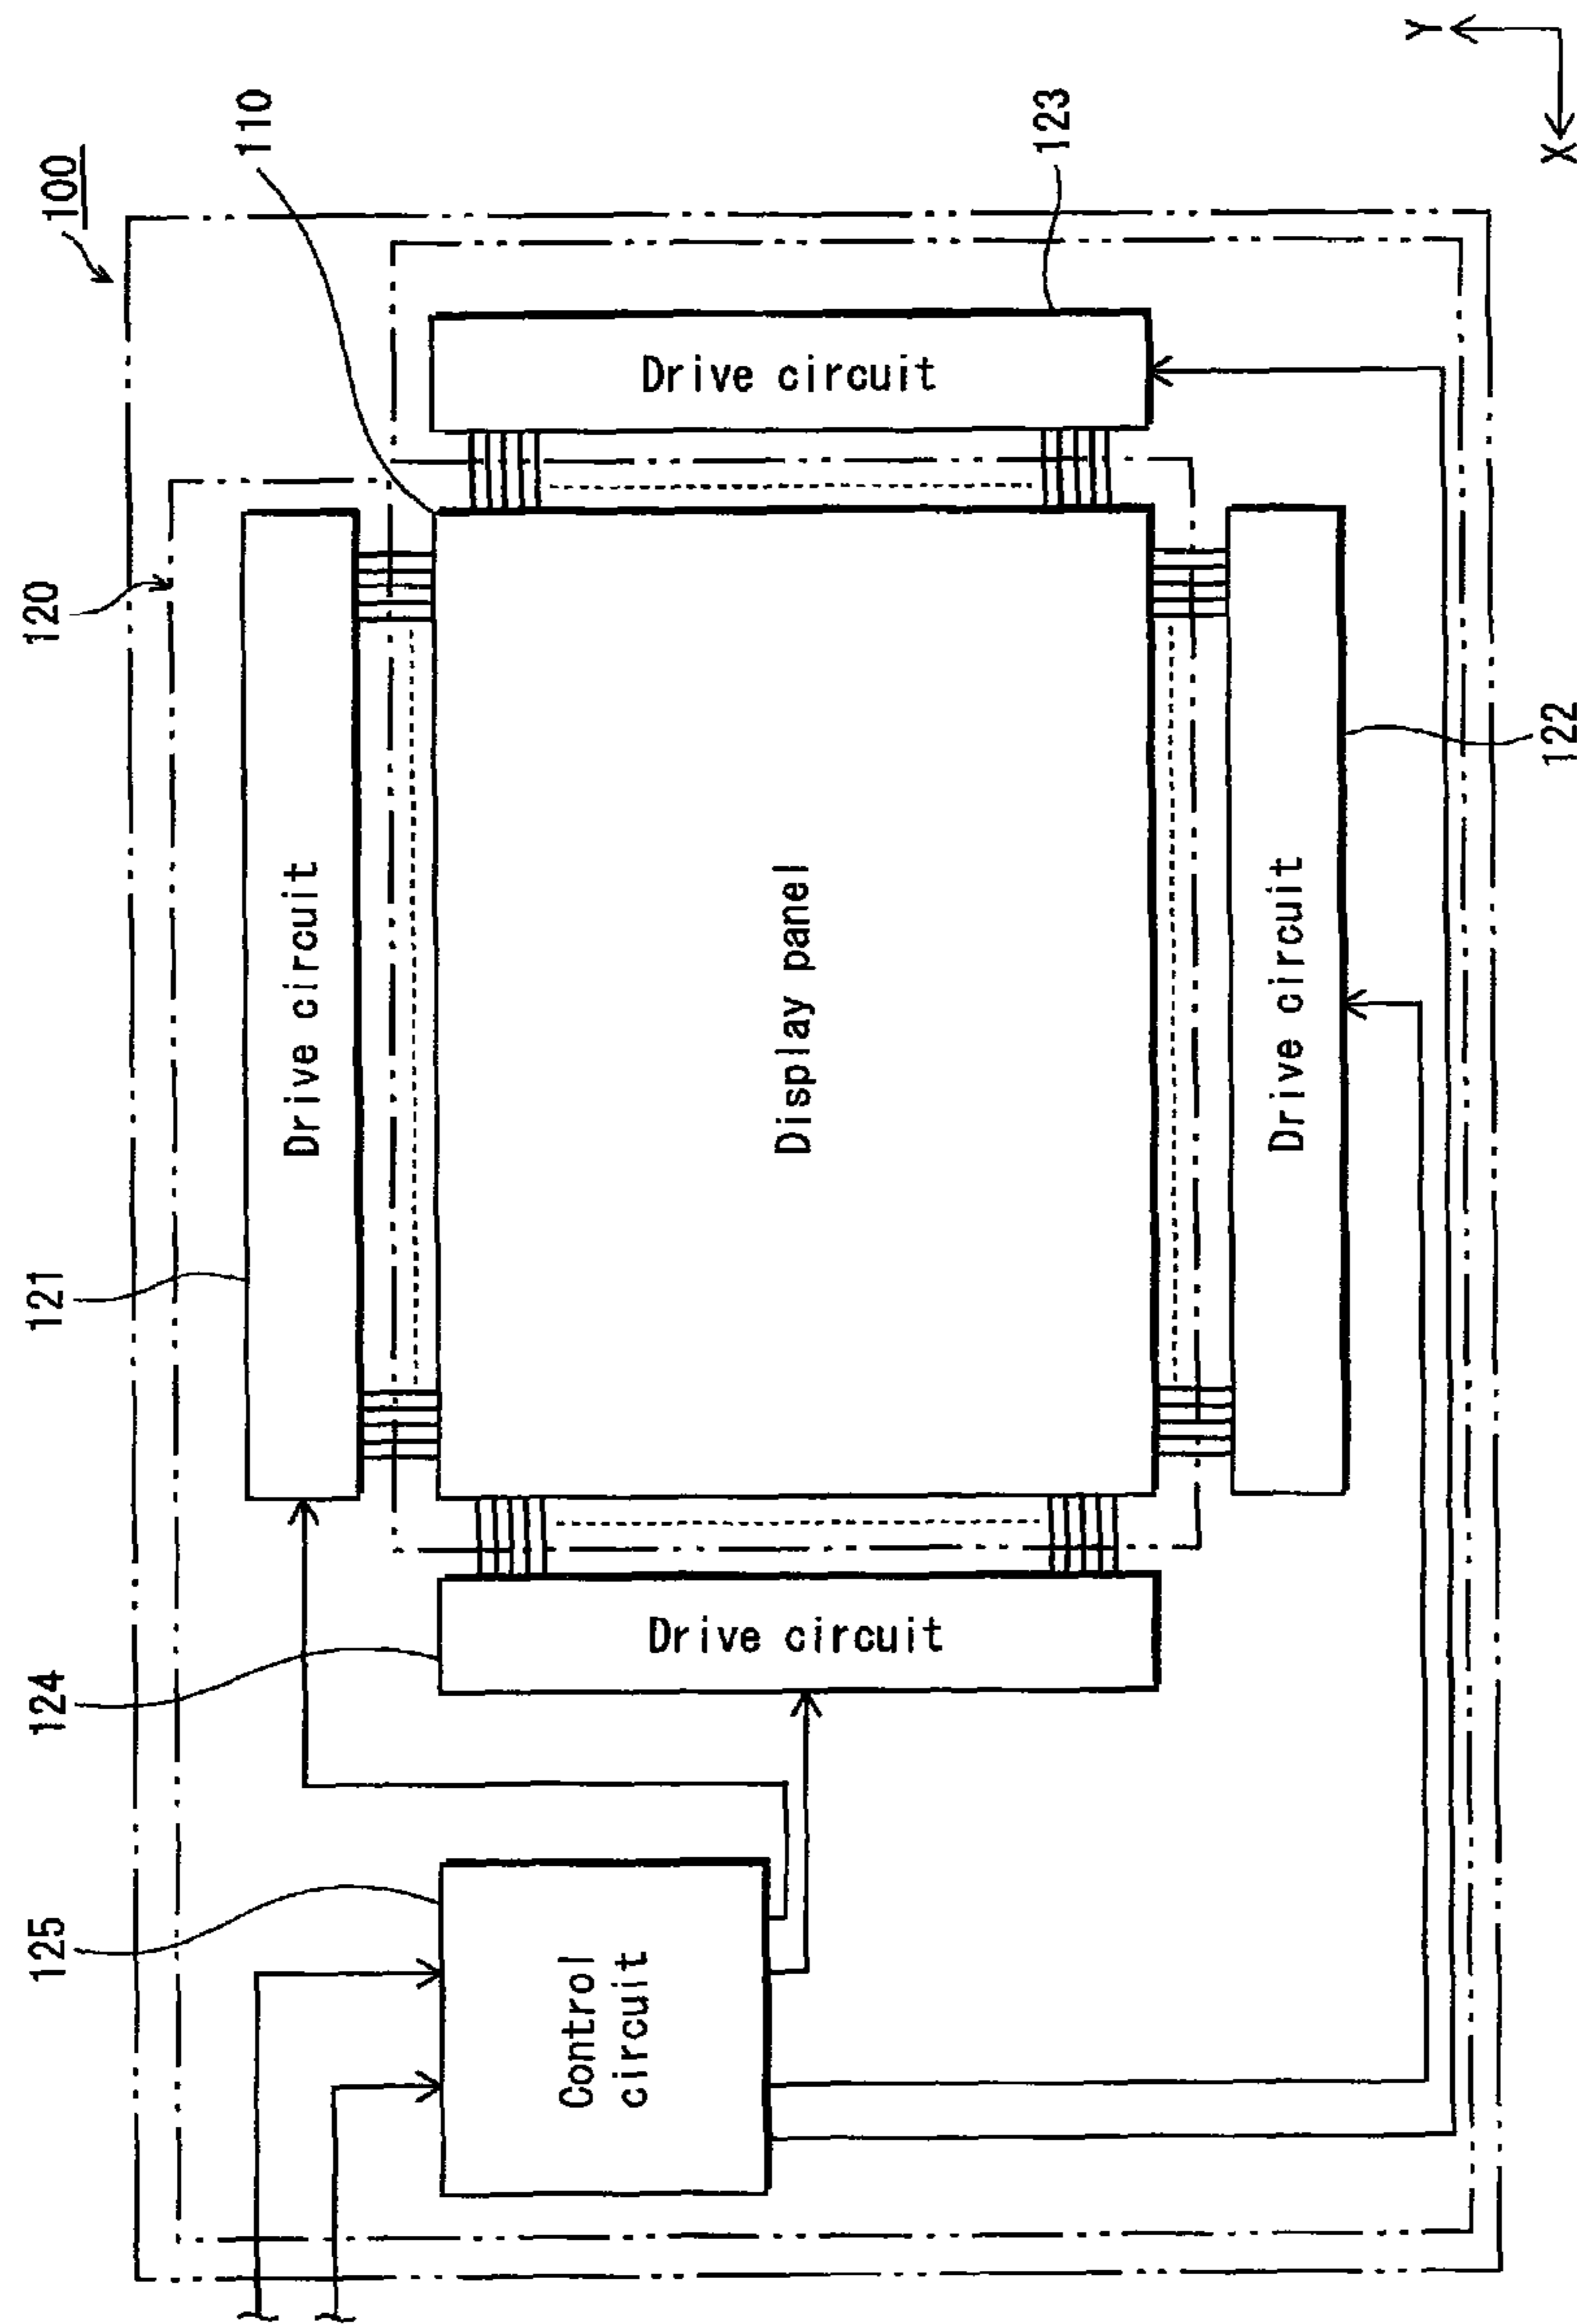 125
124
121
120
100
110
Drive circuit
Control
circuit
Drive circuit
Display panel
Drive circuit
123
Drive circuit
122
Y
X